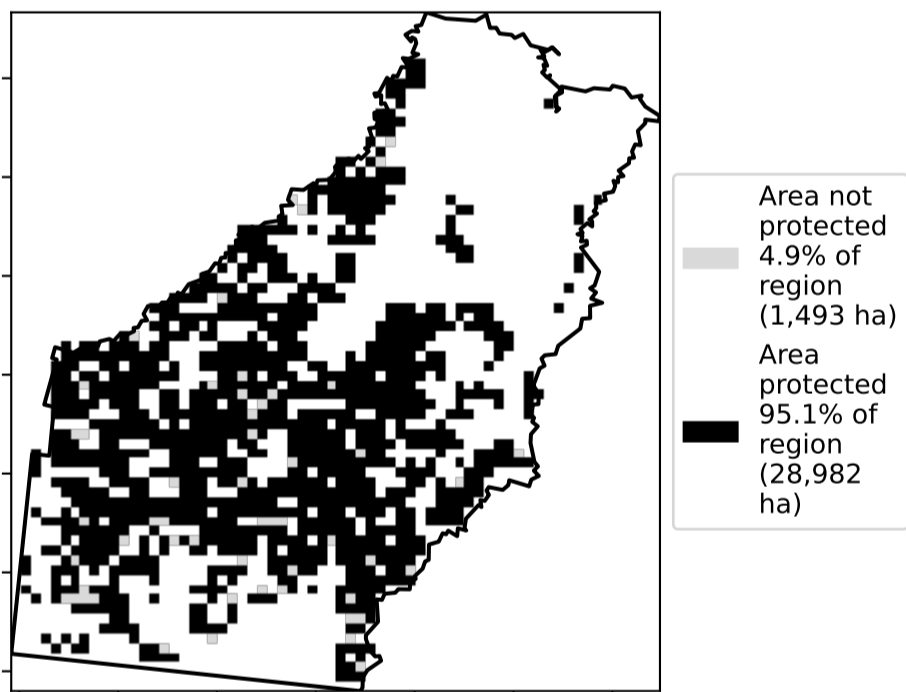 Area not
protected
4.9% of
region
(1,493 ha)
Area
protected
95.1% of
region
(28,982
ha)